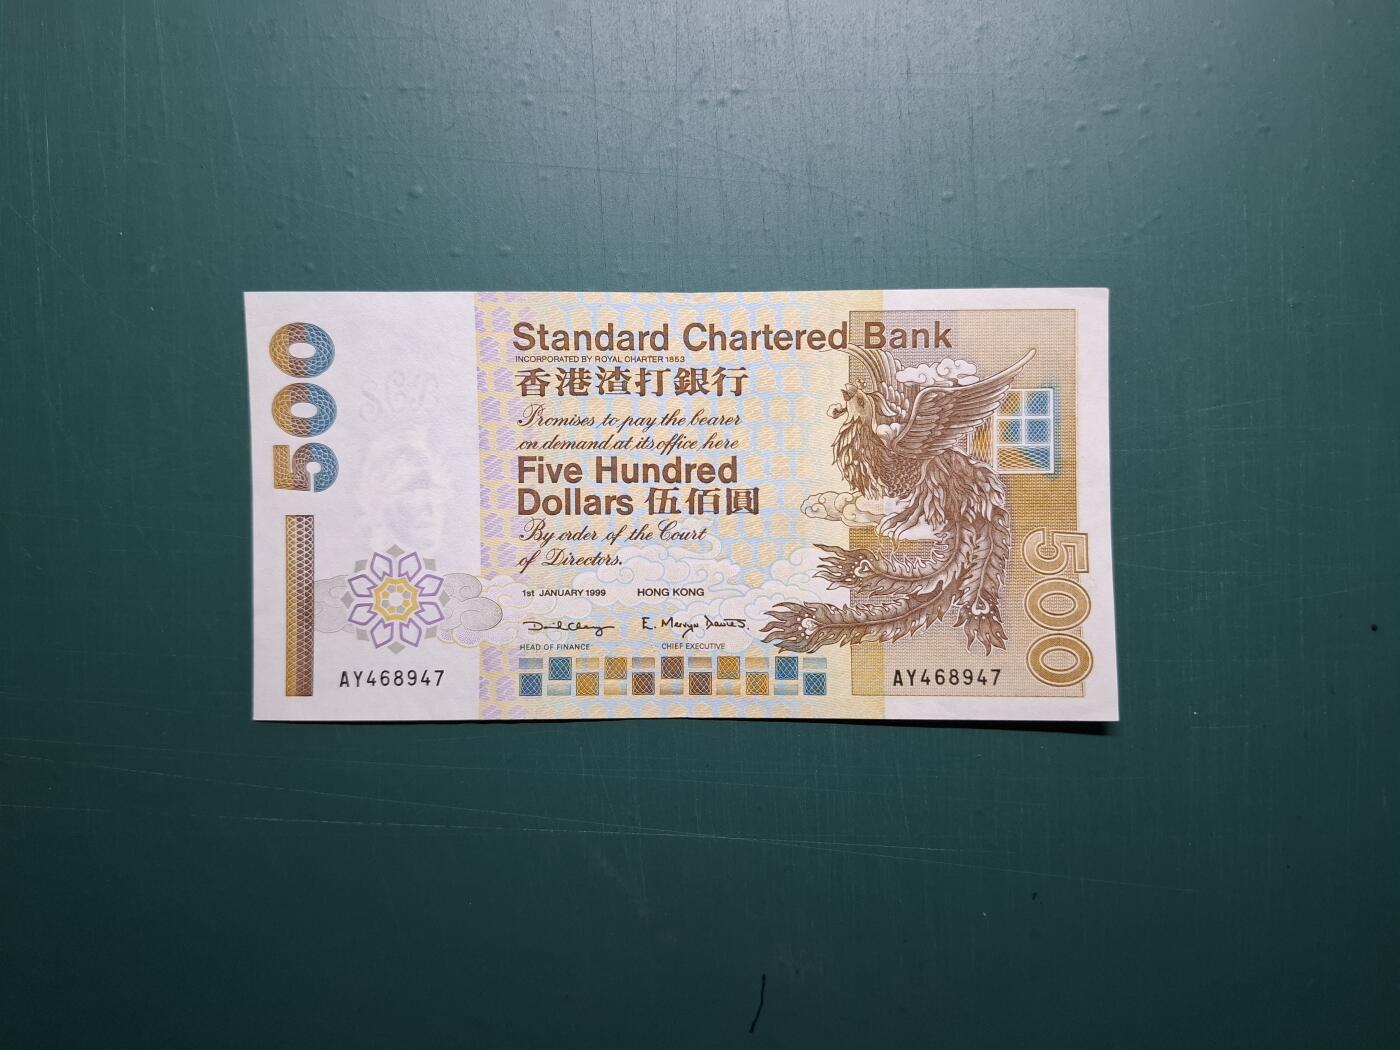 500
Standard Chartered Bank
INCORPORATED BY ROYAL CHARTER 1853
香港渣打銀行
Promises to pay the bearer
on demand at its office here
Five Hundred
Dollars 伍佰圓
By order of the Court
of Directors.
1st JANUARY 1999 HONG KONG
E. Mervyn Davies.
HEAD OF FINANCE CHIEF EXECUTIVE
AY468947 AY468947
500
SCB